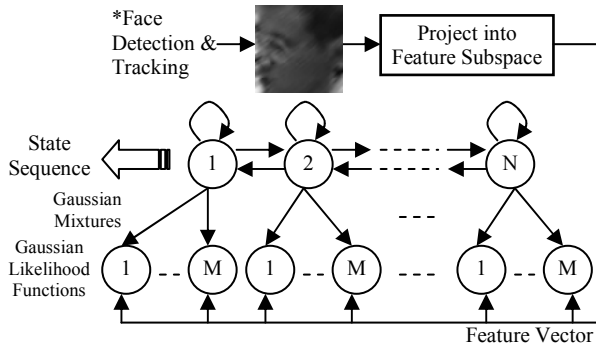 *Face
Detection &
Tracking
Project into
Feature Subspace
State
Sequence
1
2
N
Gaussian
Mixtures
Gaussian
Likelihood
Functions
1
M
1
M
1
M
Feature Vector